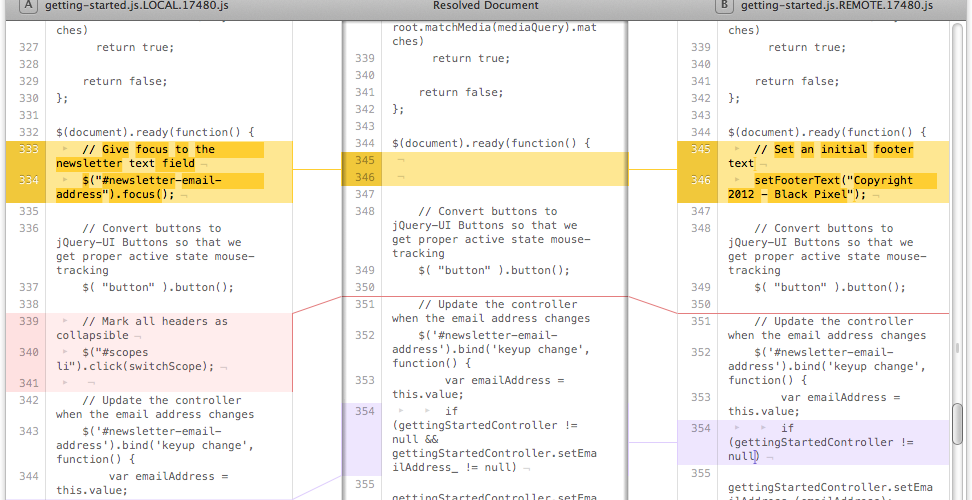 A getting-started.js.LOCAL.17480.js
ches)
327 return true;
328
329 return false;
330 };
331
332 $(document).ready(function() {
333 // Give focus to the
newsletter text field ¬
334 $("#newsletter-email-
address").focus(); ¬
335
336 // Convert buttons to
jQuery-UI Buttons so that we
get proper active state mouse-
tracking
337 $( "button" ).button();
338
339 // Mark all headers as
collapsible ¬
340 $("#scopes
li").click(switchScope); ¬
341 ¬
342 // Update the controller
when the email address changes
343 $('#newsletter-email-
address').bind('keyup change',
function() {
344 var emailAddress =
this.value;
Resolved Document
root.matchMedia(mediaQuery).mat
ches)
339 return true;
340
341 return false;
342 };
343
344 $(document).ready(function() {
345 ¬
346 ¬
347
348 // Convert buttons to
jQuery-UI Buttons so that we
get proper active state mouse-
tracking
349 $( "button" ).button();
350
351 // Update the controller
when the email address changes
352 $('#newsletter-email-
address').bind('keyup change',
function() {
353 var emailAddress =
this.value;
354 if
(gettingStartedController !=
null &&
gettingStartedController.setEma
ilAddress_ != null) ¬
355
gettingStartedController.setEma
B getting-started.js.REMOTE.17480.js
ches)
339 return true;
340
341 return false;
342 };
343
344 $(document).ready(function() {
345 // Set an initial footer
text ¬
346 setFooterText("Copyright
2012 - Black Pixel"); ¬
347
348 // Convert buttons to
jQuery-UI Buttons so that we
get proper active state mouse-
tracking
349 $( "button" ).button();
350
351 // Update the controller
when the email address changes
352 $('#newsletter-email-
address').bind('keyup change',
function() {
353 var emailAddress =
this.value;
354 if
(gettingStartedController !=
null) ¬
355
gettingStartedController.setEma